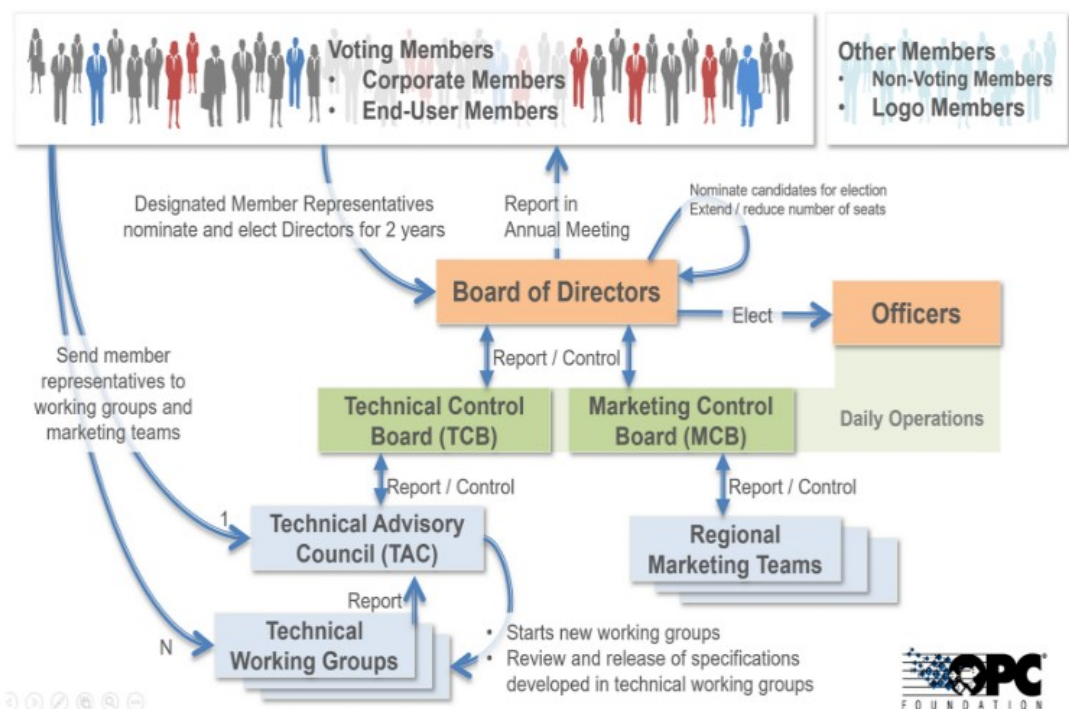 Voting Members
• Corporate Members
• End-User Members
Other Members
• Non-Voting Members
• Logo Members
Designated Member Representatives
nominate and elect Directors for 2 years
Report in
Annual Meeting
Nominate candidates for election
Extend / reduce number of seats
Board of Directors
Elect
Officers
Send member
representatives to
working groups and
marketing teams
Report / Control
Technical Control
Board (TCB)
Marketing Control
Board (MCB)
Daily Operations
Report / Control
Report / Control
1
Technical Advisory
Council (TAC)
Regional
Marketing Teams
Report
N
Technical
Working Groups
• Starts new working groups
• Review and release of specifications
developed in technical working groups
OPC
FOUNDATION